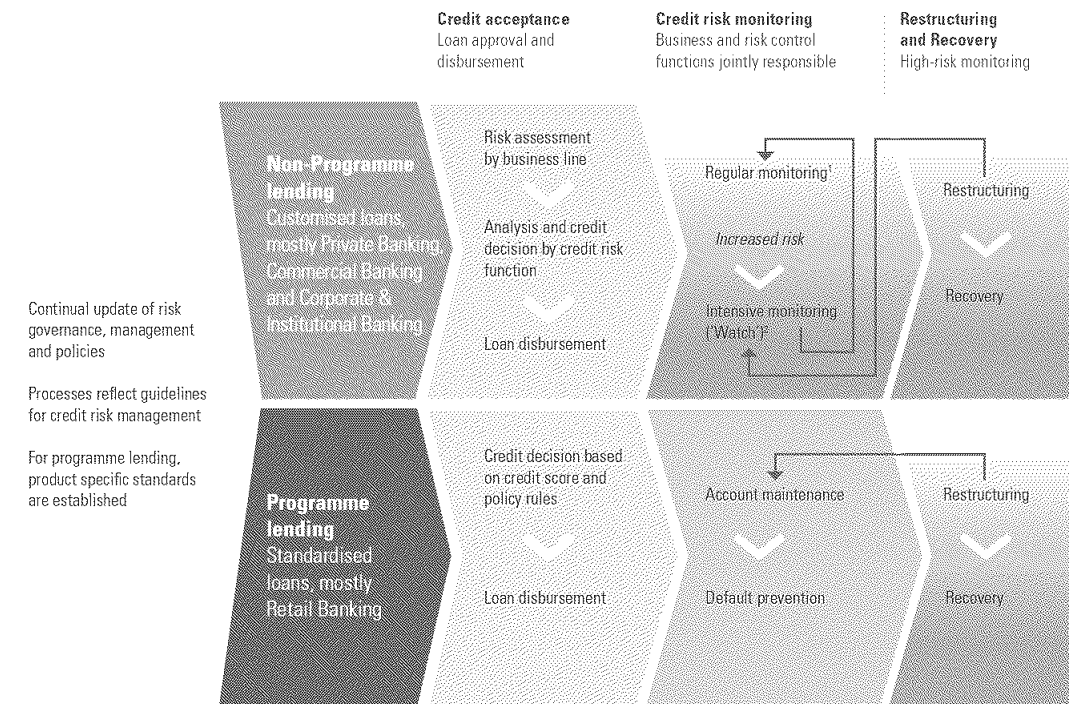 Credit acceptance
Loan approval and
disbursement
Credit risk monitoring
Business and risk control
functions jointly responsible
Restructuring
and Recovery
High-risk monitoring
Continual update of risk
governance, management
and policies
Processes reflect guidelines
for credit risk management
For programme lending,
product specific standards
are established
Non-Programme
lending
Customised loans,
mostly Private Banking,
Commercial Banking
and Corporate &
Institutional Banking
Risk assessment
by business line
Analysis and credit
decision by credit risk
function
Loan disbursement
Regular monitoring¹
Increased risk
Intensive monitoring
('Watch')²
Restructuring
Recovery
Programme
lending
Standardised
loans, mostly
Retail Banking
Credit decision based
on credit score and
policy rules
Loan disbursement
Account maintenance
Default prevention
Restructuring
Recovery